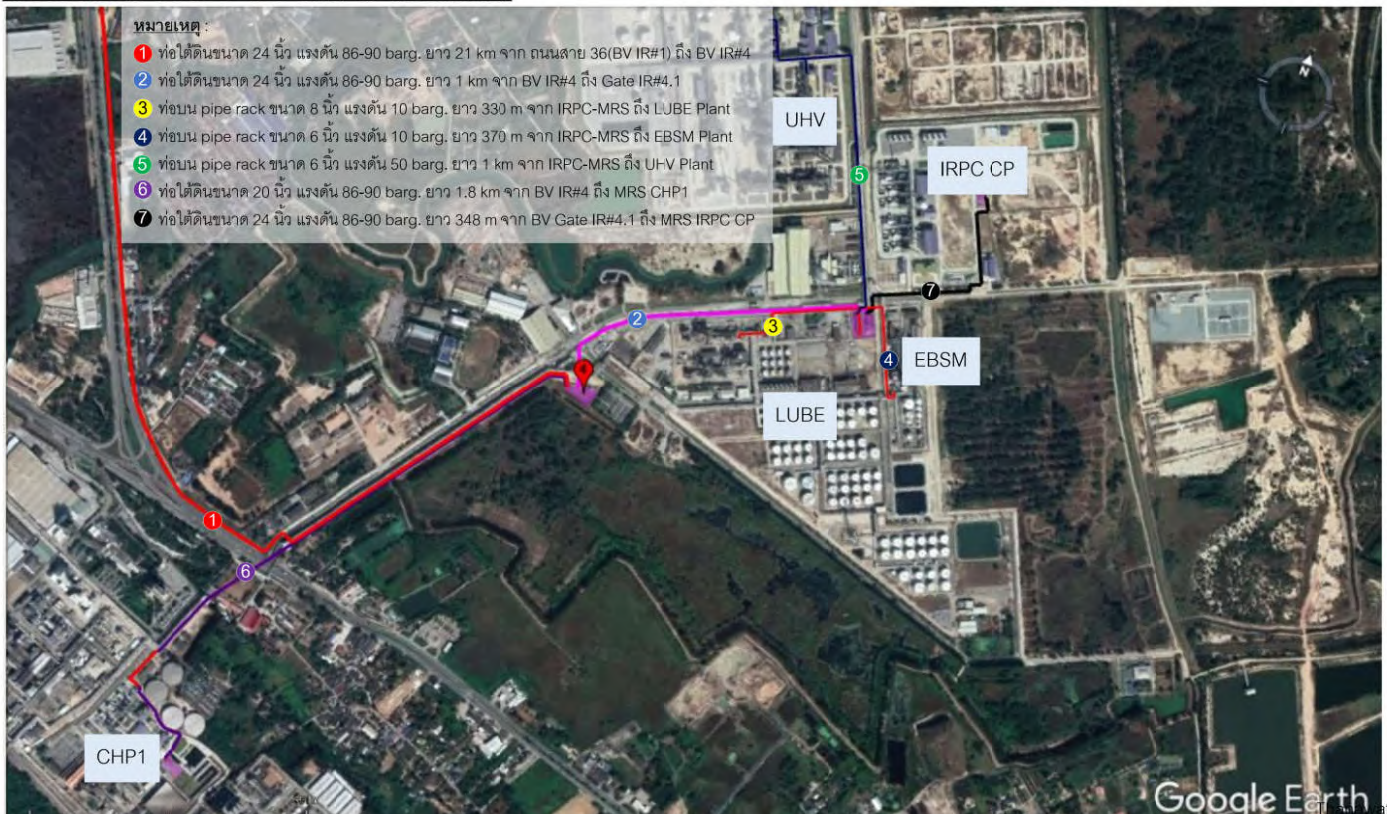 หมายเหตุ :
1 ท่อใต้ดินขนาด 24 นิ้ว แรงดัน 86-90 barg. ยาว 21 km จาก ถนนสาย 36(BV IR#1) ถึง BV IR#4
2 ท่อใต้ดินขนาด 24 นิ้ว แรงดัน 86-90 barg. ยาว 1 km จาก BV IR#4 ถึง Gate IR#4.1
3 ท่อบน pipe rack ขนาด 8 นิ้ว แรงดัน 10 barg. ยาว 330 m จาก IRPC-MRS ถึง LUBE Plant
4 ท่อบน pipe rack ขนาด 6 นิ้ว แรงดัน 10 barg. ยาว 370 m จาก IRPC-MRS ถึง EBSM Plant
5 ท่อบน pipe rack ขนาด 6 นิ้ว แรงดัน 50 barg. ยาว 1 km จาก IRPC-MRS ถึง UHV Plant
6 ท่อใต้ดินขนาด 20 นิ้ว แรงดัน 86-90 barg. ยาว 1.8 km จาก BV IR#4 ถึง MRS CHP1
7 ท่อใต้ดินขนาด 24 นิ้ว แรงดัน 86-90 barg. ยาว 348 m จาก BV Gate IR#4.1 ถึง MRS IRPC CP
N
UHV
IRPC CP
5
7
2
3
4
EBSM
4
LUBE
1
6
CHP1
Google Earth